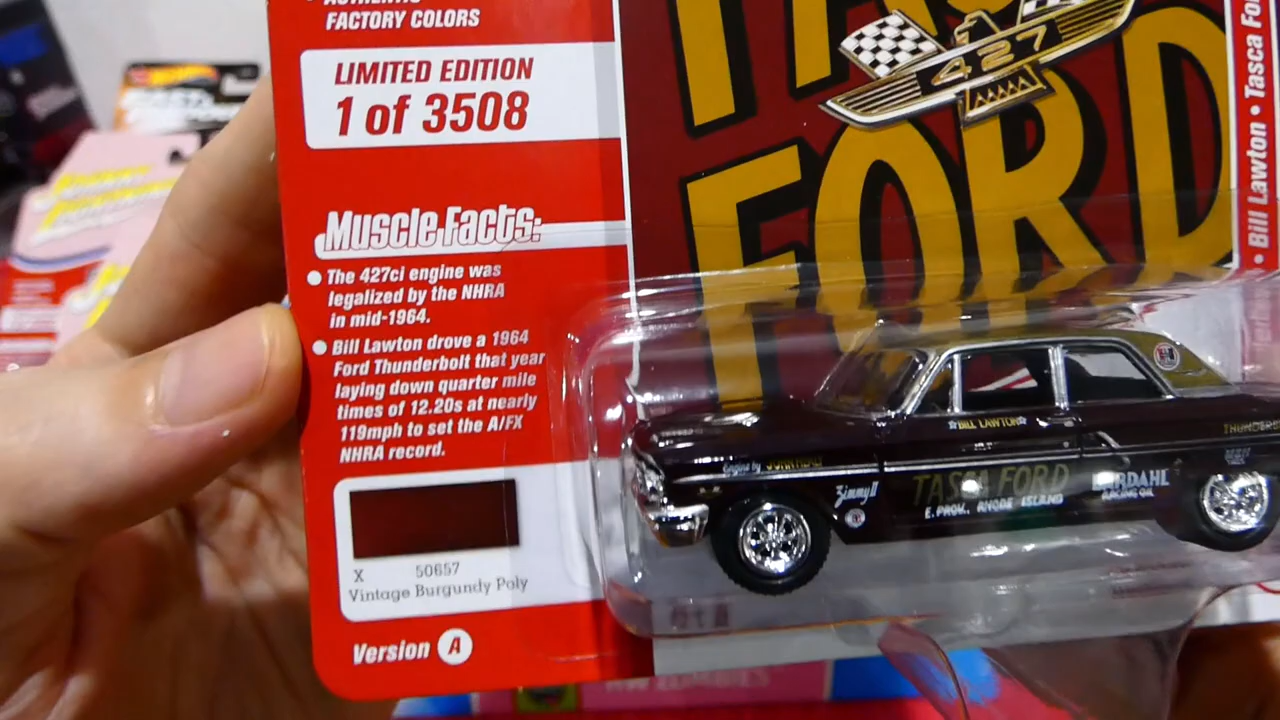 AUTHENTIC
FACTORY COLORS
LIMITED EDITION
1 of 3508
Muscle Facts:
The 427ci engine was
legalized by the NHRA
in mid-1964.
Bill Lawton drove a 1964
Ford Thunderbolt that year
laying down quarter mile
times of 12.20s at nearly
119mph to set the A/FX
NHRA record.
X 50657
Vintage Burgundy Poly
Version A
427
FORD
• Bill Lawton • Tasca Fo
BILL LAWTON
Engine by
Zimmy II
TASCA FORD
E. PROV. RHODE ISLAND
RACING OIL